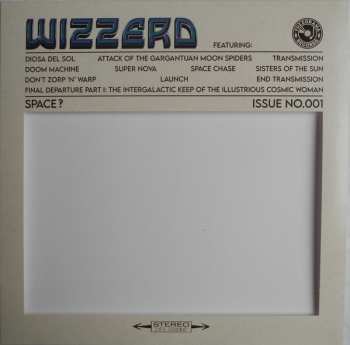 WIZZERD
FEATURING:
DIOSA DEL SOL ATTACK OF THE GARGANTUAN MOON SPIDERS TRANSMISSION
DOOM MACHINE SUPER NOVA SPACE CHASE SISTERS OF THE SUN
DON'T ZORP 'N' WARP LAUNCH END TRANSMISSION
FINAL DEPARTURE PART I: THE INTERGALACTIC KEEP OF THE ILLUSTRIOUS COSMIC WOMAN
SPACE? ISSUE NO.001
STEREO